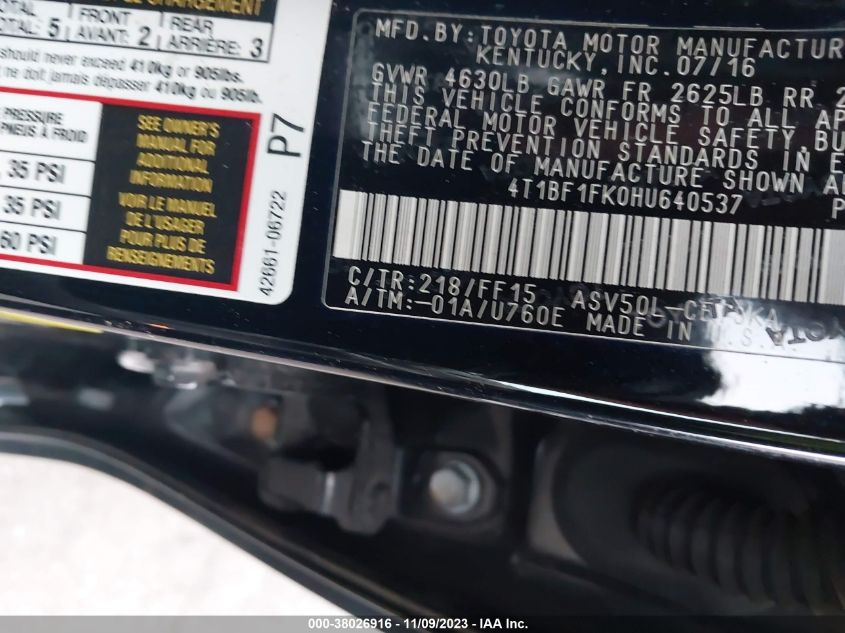 CHARGEMENT
TOTAL: 5 FRONT AVANT: 2 REAR ARRIÈRE: 3
should never exceed 410kg or 905lbs.
ne doit jamais dépasser 410kg ou 905lb.
PRESSURE
PNEUS À FROID
35 PSI
35 PSI
60 PSI
SEE OWNER'S
MANUAL FOR
ADDITIONAL
INFORMATION
VOIR LE MANUEL
DE L'USAGER
POUR PLUS DE
RENSEIGNEMENTS
42661-06722
P7
MFD. BY: TOYOTA MOTOR
KENTUCKY, INC. 07/16
GVWR 4630LB GAWR FR 2625LB RR
THIS VEHICLE CONFORMS TO ALL
FEDERAL MOTOR VEHICLE SAFETY,
THEFT PREVENTION STANDARDS IN
THE DATE OF MANUFACTURE SHOWN
4T1BF1FK0HU640537
C/TR: 218/FF15 ASV50L-
A/TM: -01A/U760E MADE IN U.S.
000-38026916 - 11/09/2023 - IAA Inc.